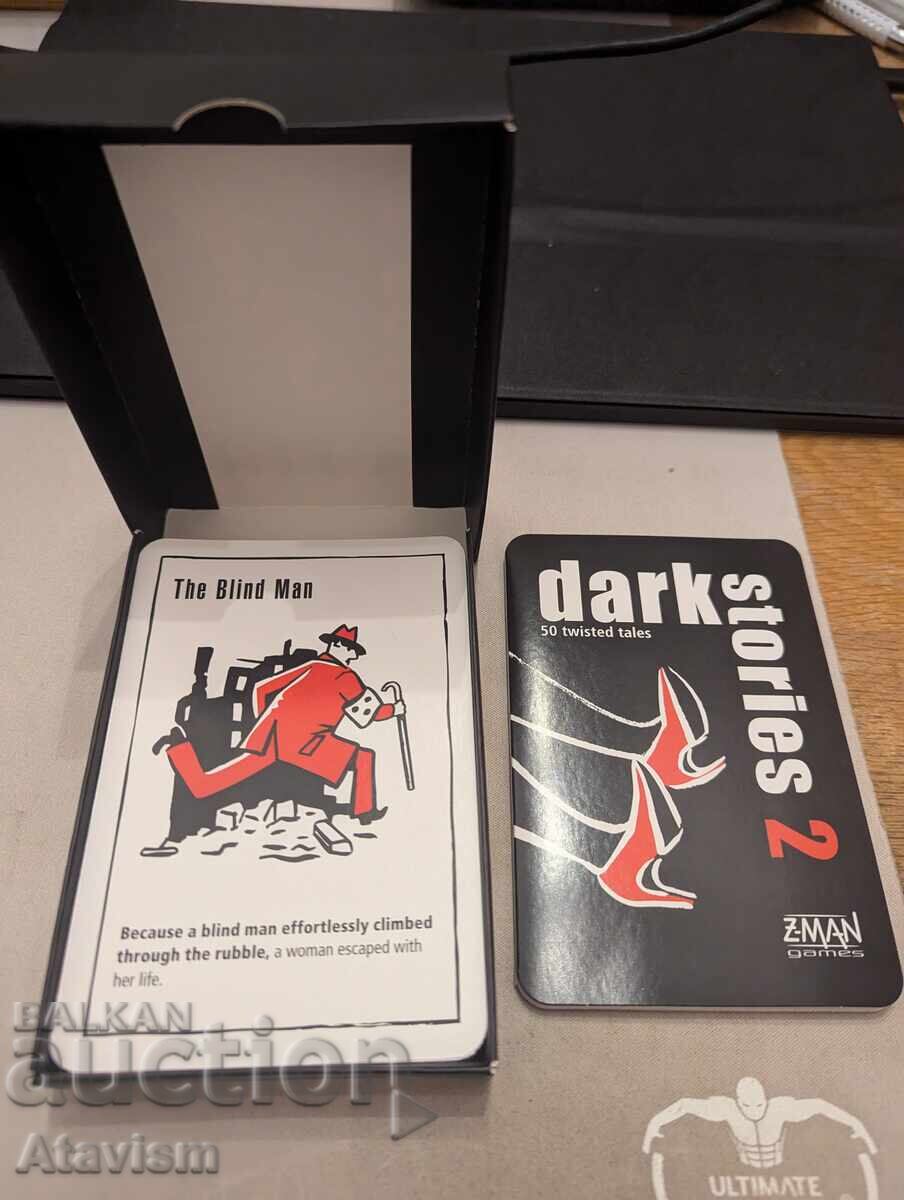 The Blind Man
Because a blind man effortlessly climbed
through the rubble, a woman escaped with
her life.
dark
stories 2
50 twisted tales
Z-MAN
games
BALKAN
auction
Atavism
ULTIMATE